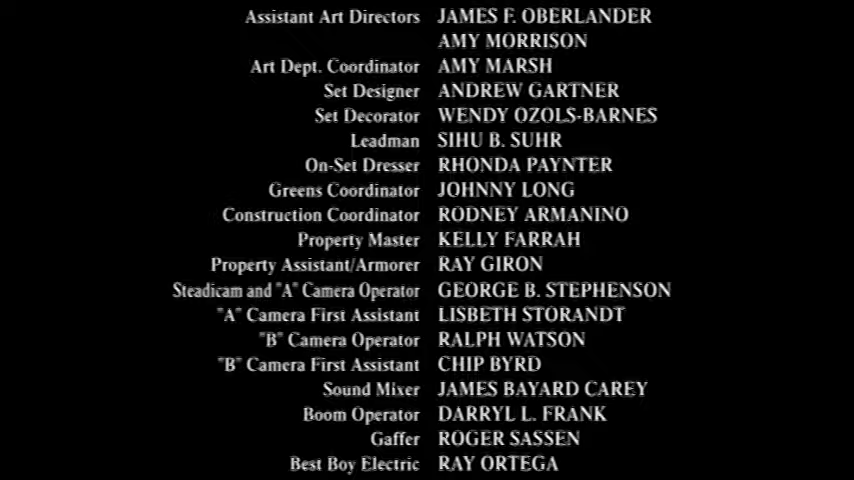 Assistant Art Directors JAMES F. OBERLANDER
AMY MORRISON
Art Dept. Coordinator AMY MARSH
Set Designer ANDREW GARTNER
Set Decorator WENDY OZOLS-BARNES
Leadman SIHU B. SUHR
On-Set Dresser RHONDA PAYNTER
Greens Coordinator JOHNNY LONG
Construction Coordinator RODNEY ARMANINO
Property Master KELLY FARRAH
Property Assistant/Armorer RAY GIRON
Steadicam and "A" Camera Operator GEORGE B. STEPHENSON
"A" Camera First Assistant LISBETH STORANDT
"B" Camera Operator RALPH WATSON
"B" Camera First Assistant CHIP BYRD
Sound Mixer JAMES BAYARD CAREY
Boom Operator DARRYL L. FRANK
Gaffer ROGER SASSEN
Best Boy Electric RAY ORTEGA